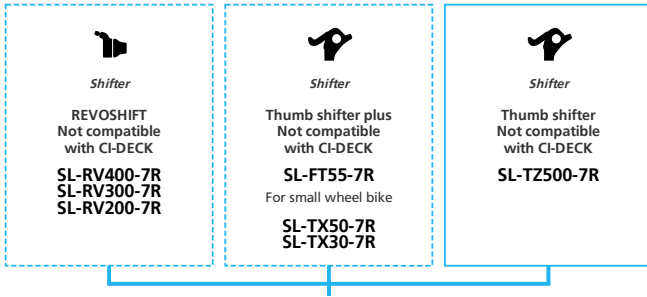 Shifter
REVOSHIFT
Not compatible
with CI-DECK
SL-RV400-7R
SL-RV300-7R
SL-RV200-7R
Shifter
Thumb shifter plus
Not compatible
with CI-DECK
SL-FT55-7R
For small wheel bike
SL-TX50-7R
SL-TX30-7R
Shifter
Thumb shifter
Not compatible
with CI-DECK
SL-TZ500-7R